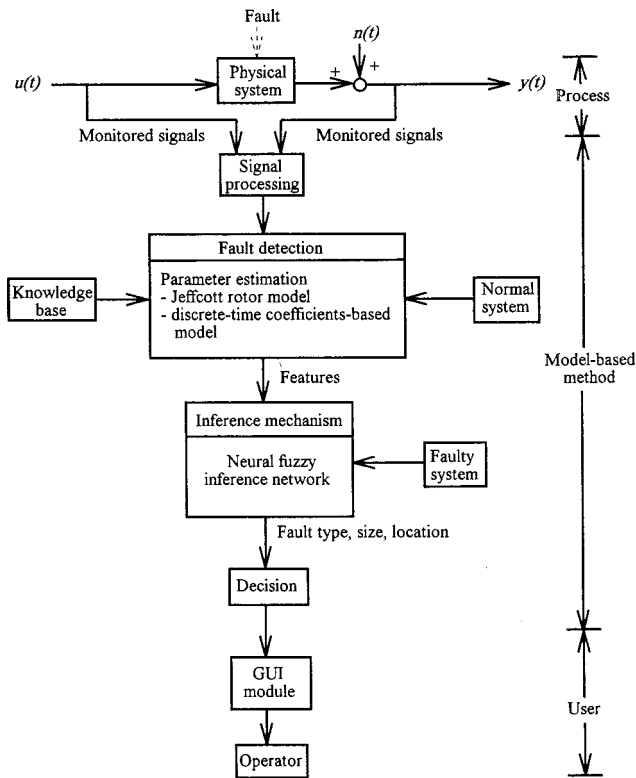 Fault
n(t)
+
+
u(t)
Physical
system
y(t)
Process
Monitored signals
Monitored signals
Signal
processing
Fault detection
Parameter estimation
- Jeffcott rotor model
- discrete-time coefficients-based
model
Knowledge
base
Normal
system
Model-based
method
Features
Inference mechanism
Neural fuzzy
inference network
Faulty
system
Fault type, size, location
Decision
GUI
module
User
Operator